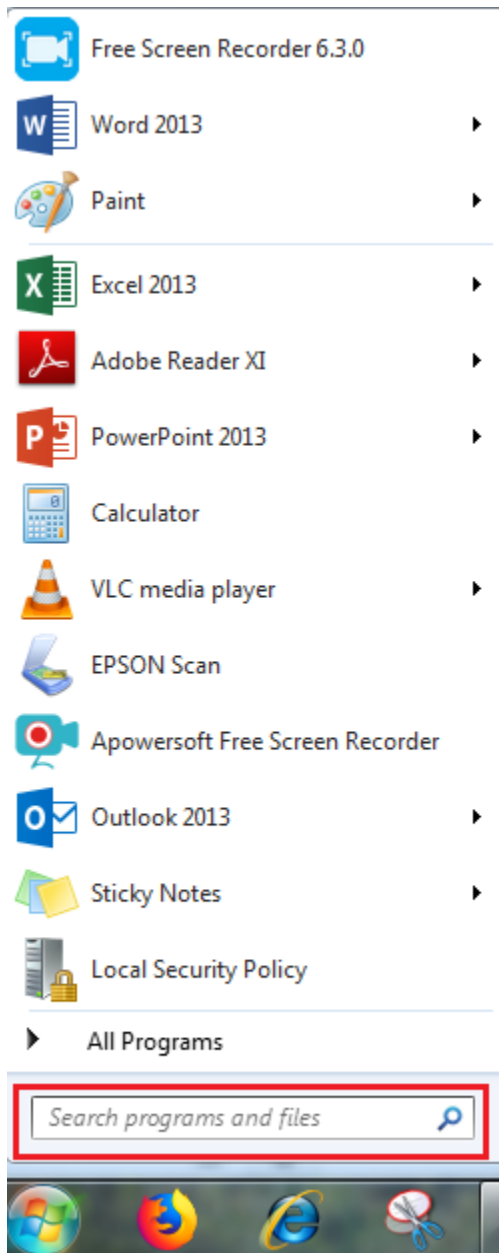 Free Screen Recorder 6.3.0
Word 2013
Paint
Excel 2013
Adobe Reader XI
PowerPoint 2013
Calculator
VLC media player
EPSON Scan
Apowersoft Free Screen Recorder
Outlook 2013
Sticky Notes
Local Security Policy
All Programs
Search programs and files